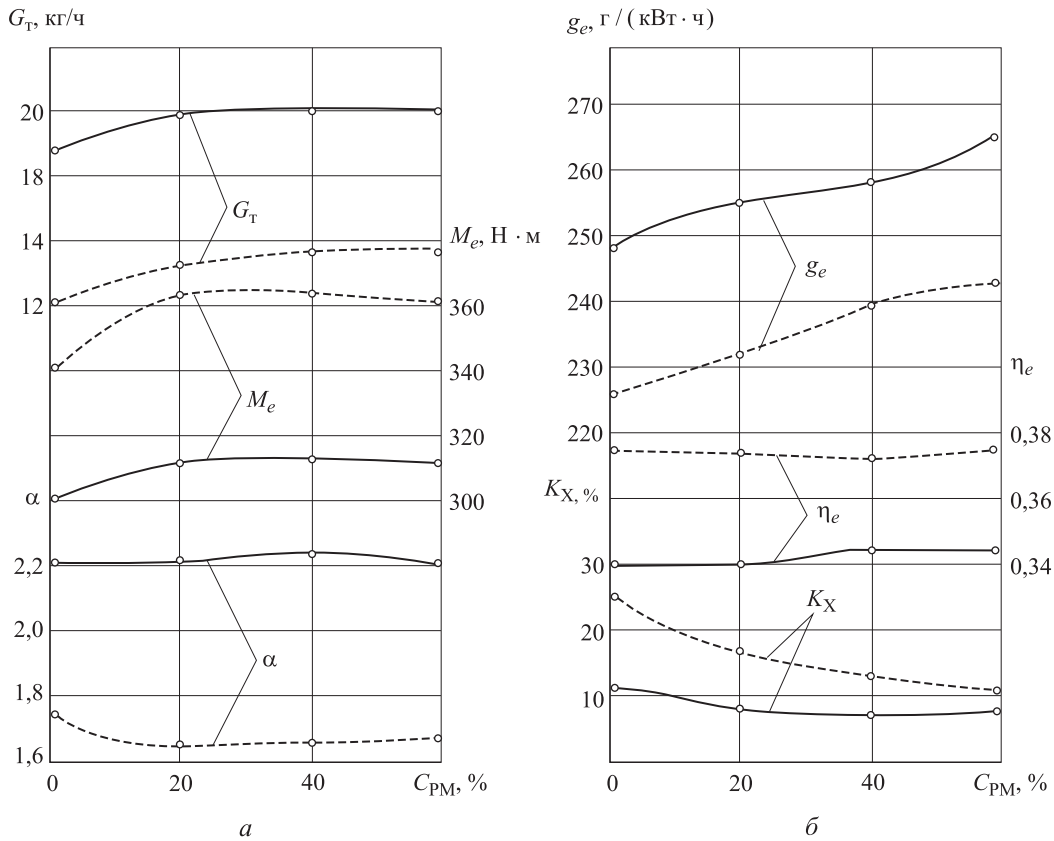 G_т, кг/ч
20
18
14
12
G_т
M_e, Н · м
360
340
320
300
M_e
α
2,2
2,0
1,8
1,6
α
0
20
40
C_РМ, %
а
g_e, г / ( кВт · ч)
270
260
250
240
230
220
g_e
η_e
0,38
0,36
0,34
K_Х, %
η_e
30
20
10
K_Х
0
20
40
C_РМ, %
б